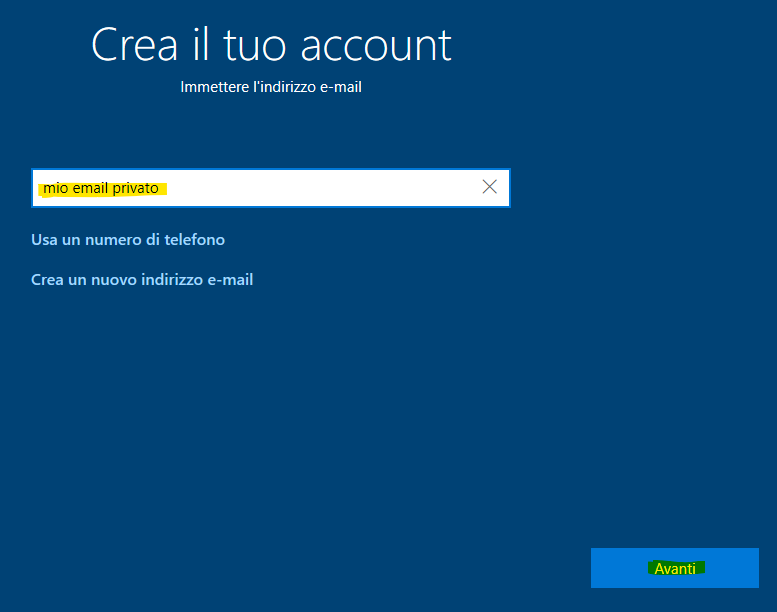 Crea il tuo account
Immettere l'indirizzo e-mail
mio email privato
Usa un numero di telefono
Crea un nuovo indirizzo e-mail
Avanti